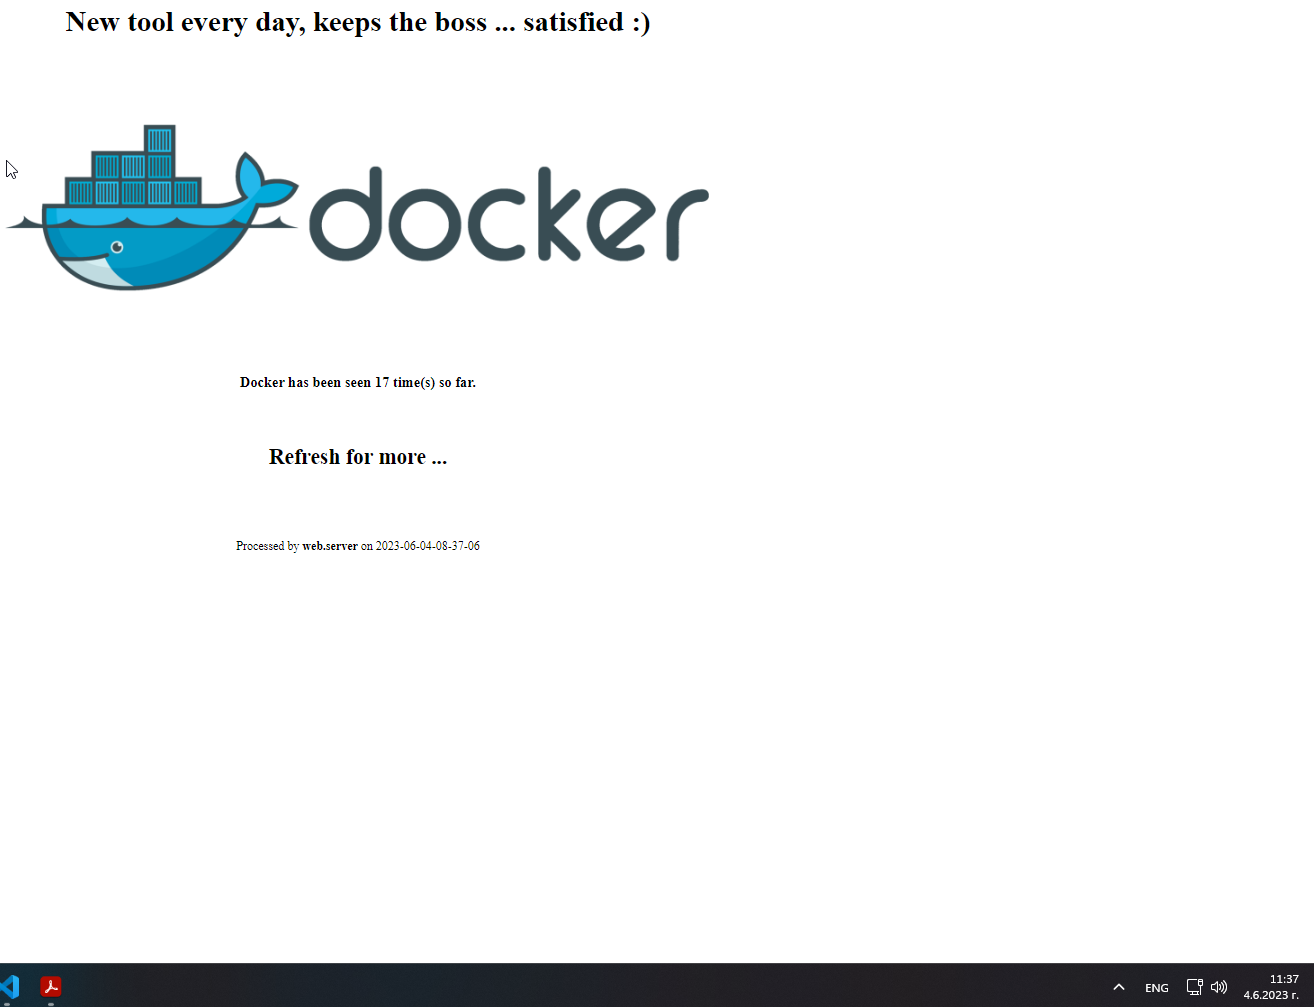 New tool every day, keeps the boss ... satisfied :)
docker
Docker has been seen 17 time(s) so far.
Refresh for more ...
Processed by web.server on 2023-06-04-08-37-06
ENG
11:37
4.6.2023 г.